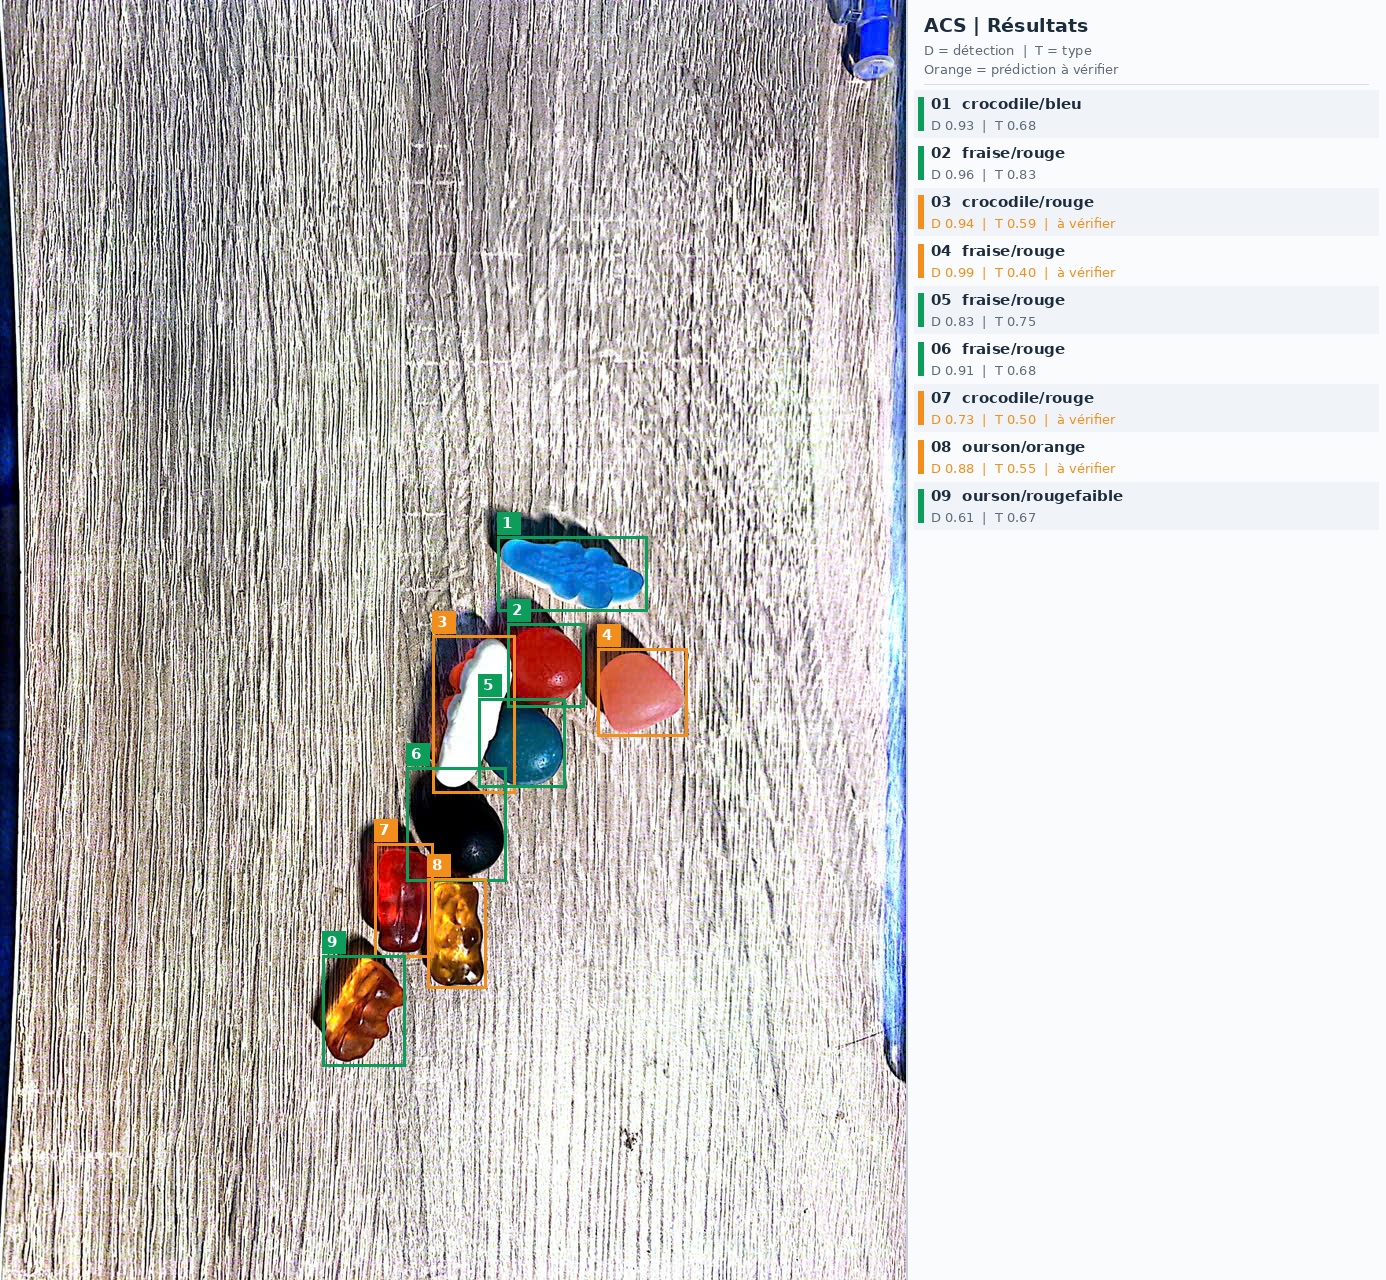 ACS | Résultats
D = détection | T = type
Orange = prédiction à vérifier
01 crocodile/bleu
D 0.93 | T 0.68
02 fraise/rouge
D 0.96 | T 0.83
03 crocodile/rouge
D 0.94 | T 0.59 | à vérifier
04 fraise/rouge
D 0.99 | T 0.40 | à vérifier
05 fraise/rouge
D 0.83 | T 0.75
06 fraise/rouge
D 0.91 | T 0.68
07 crocodile/rouge
D 0.73 | T 0.50 | à vérifier
08 ourson/orange
D 0.88 | T 0.55 | à vérifier
09 ourson/rougefaible
D 0.61 | T 0.67
1
2
3
4
5
6
7
8
9